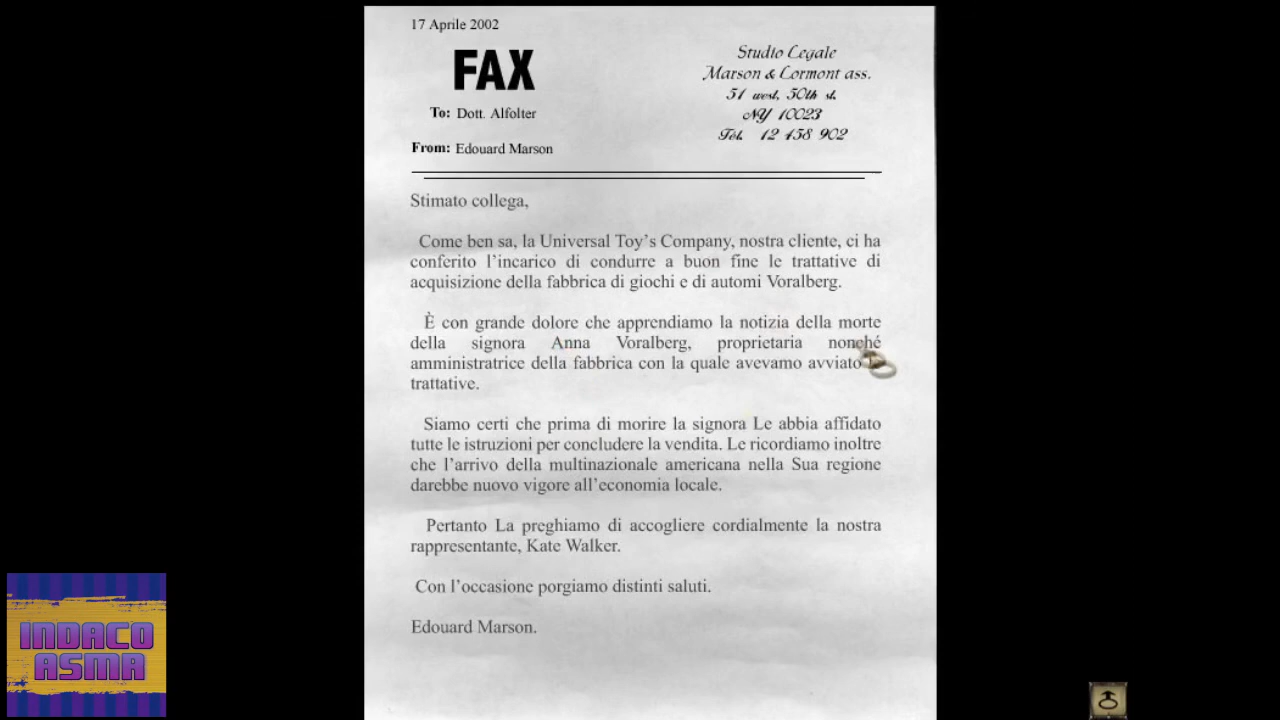 17 Aprile 2002
FAX
To: Dott. Alfolter
From: Edouard Marson
Studio Legale
Marson & Lormont ass.
51 west, 50th st.
NY 10023
Tél. 12 458 902
Stimato collega,
Come ben sa, la Universal Toy's Company, nostra cliente, ci ha
conferito l'incarico di condurre a buon fine le trattative di
acquisizione della fabbrica di giochi e di automi Voralberg.
È con grande dolore che apprendiamo la notizia della morte
della signora Anna Voralberg, proprietaria nonché
amministratrice della fabbrica con la quale avevamo avviato
trattative.
Siamo certi che prima di morire la signora Le abbia affidato
tutte le istruzioni per concludere la vendita. Le ricordiamo inoltre
che l'arrivo della multinazionale americana nella Sua regione
darebbe nuovo vigore all'economia locale.
Pertanto La preghiamo di accogliere cordialmente la nostra
rappresentante, Kate Walker.
Con l'occasione porgiamo distinti saluti.
Edouard Marson.
INDACO
ASMA